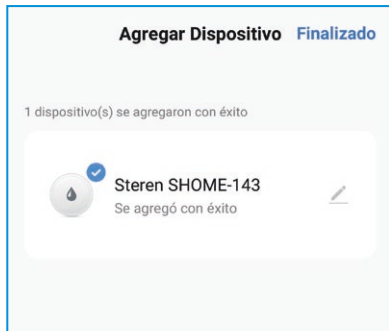 Agregar Dispositivo Finalizado
1 dispositivo(s) se agregaron con éxito
Steren SHOME-143
Se agregó con éxito